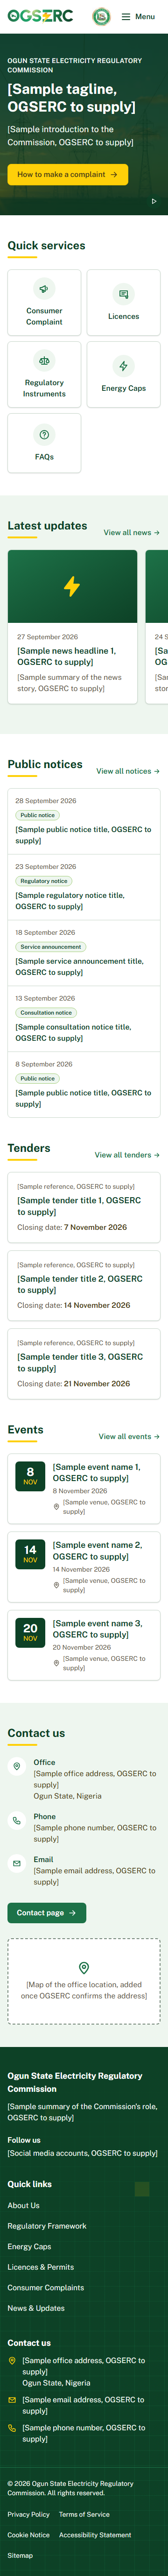 OGSERC
Menu
OGUN STATE ELECTRICITY REGULATORY
COMMISSION
[Sample tagline,
OGSERC to supply]
[Sample introduction to the
Commission, OGSERC to supply]
How to make a complaint →
Quick services
Consumer
Complaint
Licences
Regulatory
Instruments
Energy Caps
FAQs
Latest updates
View all news →
27 September 2026
[Sample news headline 1,
OGSERC to supply]
[Sample summary of the news
story, OGSERC to supply]
24 S
[Sa
OG
[Sa
stor
Public notices
View all notices →
28 September 2026
Public notice
[Sample public notice title, OGSERC to
supply]
23 September 2026
Regulatory notice
[Sample regulatory notice title,
OGSERC to supply]
18 September 2026
Service announcement
[Sample service announcement title,
OGSERC to supply]
13 September 2026
Consultation notice
[Sample consultation notice title,
OGSERC to supply]
8 September 2026
Public notice
[Sample public notice title, OGSERC to
supply]
Tenders
View all tenders →
[Sample reference, OGSERC to supply]
[Sample tender title 1, OGSERC
to supply]
Closing date: 7 November 2026
[Sample reference, OGSERC to supply]
[Sample tender title 2, OGSERC
to supply]
Closing date: 14 November 2026
[Sample reference, OGSERC to supply]
[Sample tender title 3, OGSERC
to supply]
Closing date: 21 November 2026
Events
View all events →
8
NOV
[Sample event name 1,
OGSERC to supply]
8 November 2026
[Sample venue, OGSERC to
supply]
14
NOV
[Sample event name 2,
OGSERC to supply]
14 November 2026
[Sample venue, OGSERC to
supply]
20
NOV
[Sample event name 3,
OGSERC to supply]
20 November 2026
[Sample venue, OGSERC to
supply]
Contact us
Office
[Sample office address, OGSERC to
supply]
Ogun State, Nigeria
Phone
[Sample phone number, OGSERC to
supply]
Email
[Sample email address, OGSERC to
supply]
Contact page →
[Map of the office location, added
once OGSERC confirms the address]
Ogun State Electricity Regulatory
Commission
[Sample summary of the Commission's role,
OGSERC to supply]
Follow us
[Social media accounts, OGSERC to supply]
Quick links
About Us
Regulatory Framework
Energy Caps
Licences & Permits
Consumer Complaints
News & Updates
Contact us
[Sample office address, OGSERC to
supply]
Ogun State, Nigeria
[Sample email address, OGSERC to
supply]
[Sample phone number, OGSERC to
supply]
© 2026 Ogun State Electricity Regulatory
Commission. All rights reserved.
Privacy Policy
Terms of Service
Cookie Notice
Accessibility Statement
Sitemap